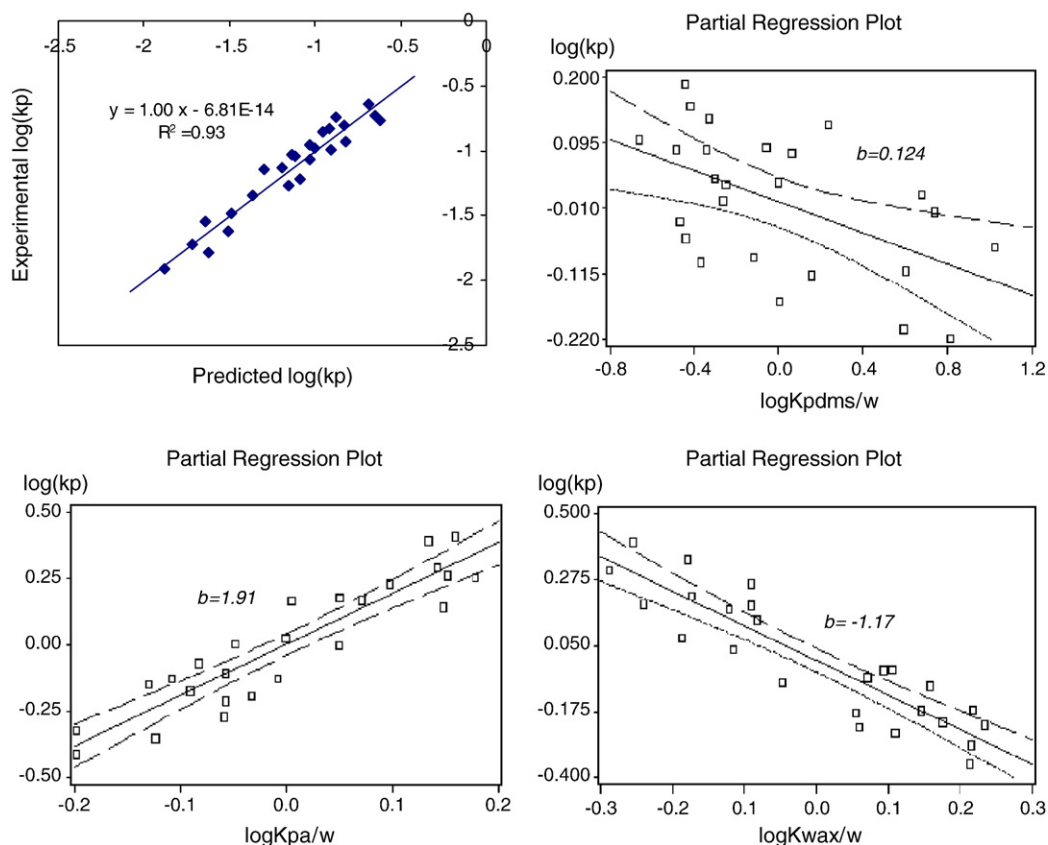 -2.5 -2 -1.5 -1 -0.5 0
0
-0.5
-1
-1.5
-2
-2.5
y = 1.00 x - 6.81E-14
R² =0.93
Experimental log(kp)
Predicted log(kp)
Partial Regression Plot
log(kp)
0.200
0.095
-0.010
-0.115
-0.220
b=0.124
-0.8 -0.4 -0.0 0.4 0.8 1.2
logKpdms/w
Partial Regression Plot
log(kp)
0.50
0.25
0.00
-0.25
-0.50
b=1.91
-0.2 -0.1 0.0 0.1 0.2
logKpa/w
Partial Regression Plot
log(kp)
0.500
0.275
0.050
-0.175
-0.400
b= -1.17
-0.3 -0.2 0.1 0.0 0.1 0.2 0.3
logKwax/w